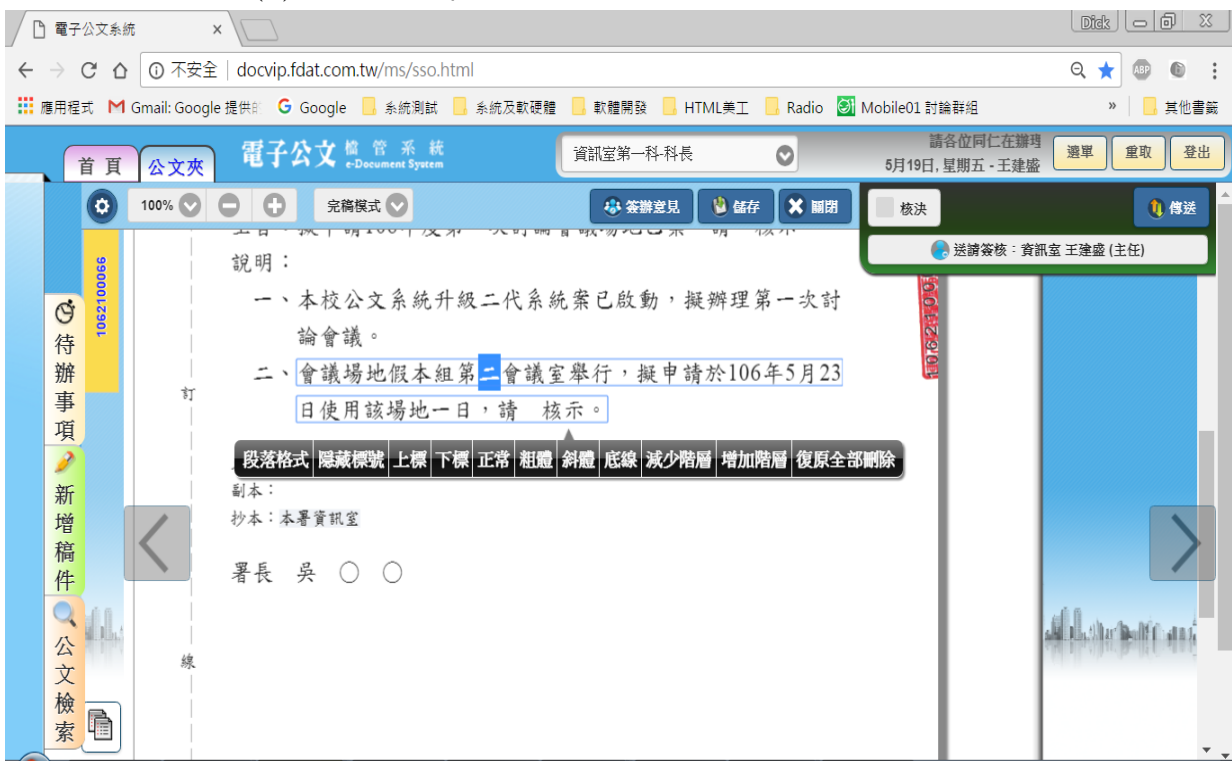 電子公文系統
Dick
不安全 | docvip.fdat.com.tw/ms/sso.html
ABP
應用程式 Gmail: Google 提供的 Google 系統測試 系統及軟硬體 軟體開發 HTML美工 Radio Mobile01 討論群組 » 其他書籤
首頁 公文夾 電子公文檔管系統 e-Document System 資訊室第一科-科長
請各位同仁在辦理
5月19日, 星期五 - 王建盛
選單 重取 登出
100% 完稿模式 簽辦意見 儲存 關閉 核決 傳送
送請簽核：資訊室 王建盛 (主任)
1062100066
說明：
一、本校公文系統升級二代系統案已啟動，擬辦理第一次討
論會議。
二、會議場地假本組第二會議室舉行，擬申請於106年5月23
日使用該場地一日，請　核示。
段落格式 隱藏標號 上標 下標 正常 粗體 斜體 底線 減少階層 增加階層 復原全部刪除
副本：
抄本：本署資訊室
署長　吳　○　○
訂
線
待辦事項
新增稿件
公文檢索